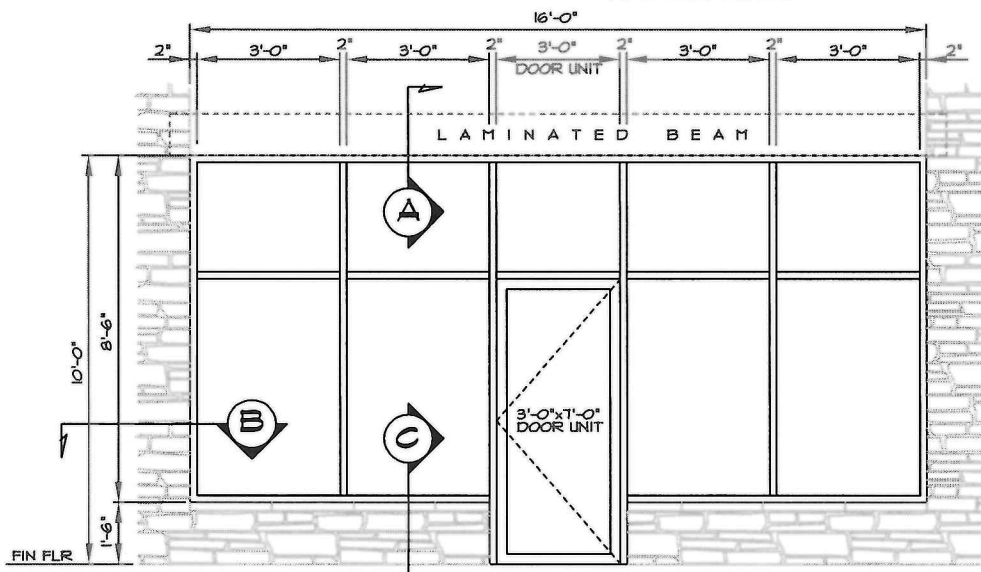 16'-0"
2" 3'-0" 2" 3'-0" 2" 3'-0" 2" 3'-0" 2" 3'-0" 2"
DOOR UNIT
LAMINATED BEAM
A
10'-0"
8'-6"
B
C
3'-0"x7'-0"
DOOR UNIT
1'-6"
FIN FLR